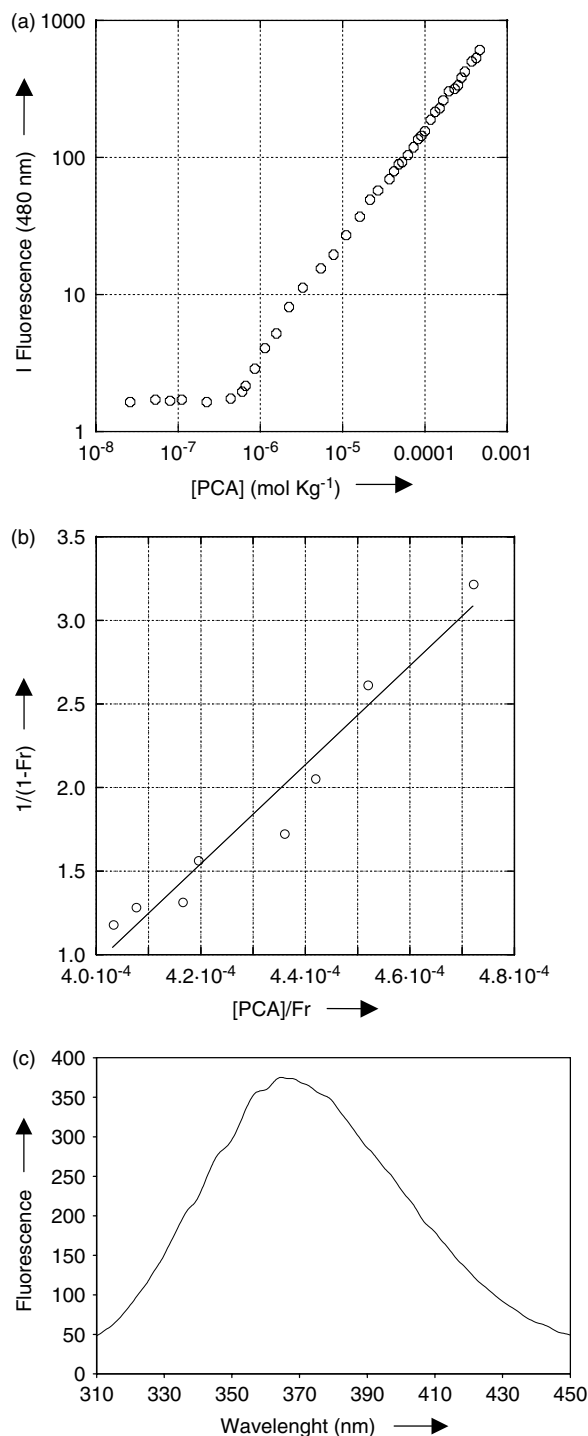 (a)
1000
100
10
1
I Fluorescence (480 nm)
10⁻⁸ 10⁻⁷ 10⁻⁶ 10⁻⁵ 0.0001 0.001
[PCA] (mol Kg⁻¹)
(b)
3.5
3.0
2.5
2.0
1.5
1.0
1/(1-Fr)
4.0·10⁻⁴ 4.2·10⁻⁴ 4.4·10⁻⁴ 4.6·10⁻⁴ 4.8·10⁻⁴
[PCA]/Fr
(c)
400
350
300
250
200
150
100
50
0
Fluorescence
310 330 350 370 390 410 430 450
Wavelenght (nm)